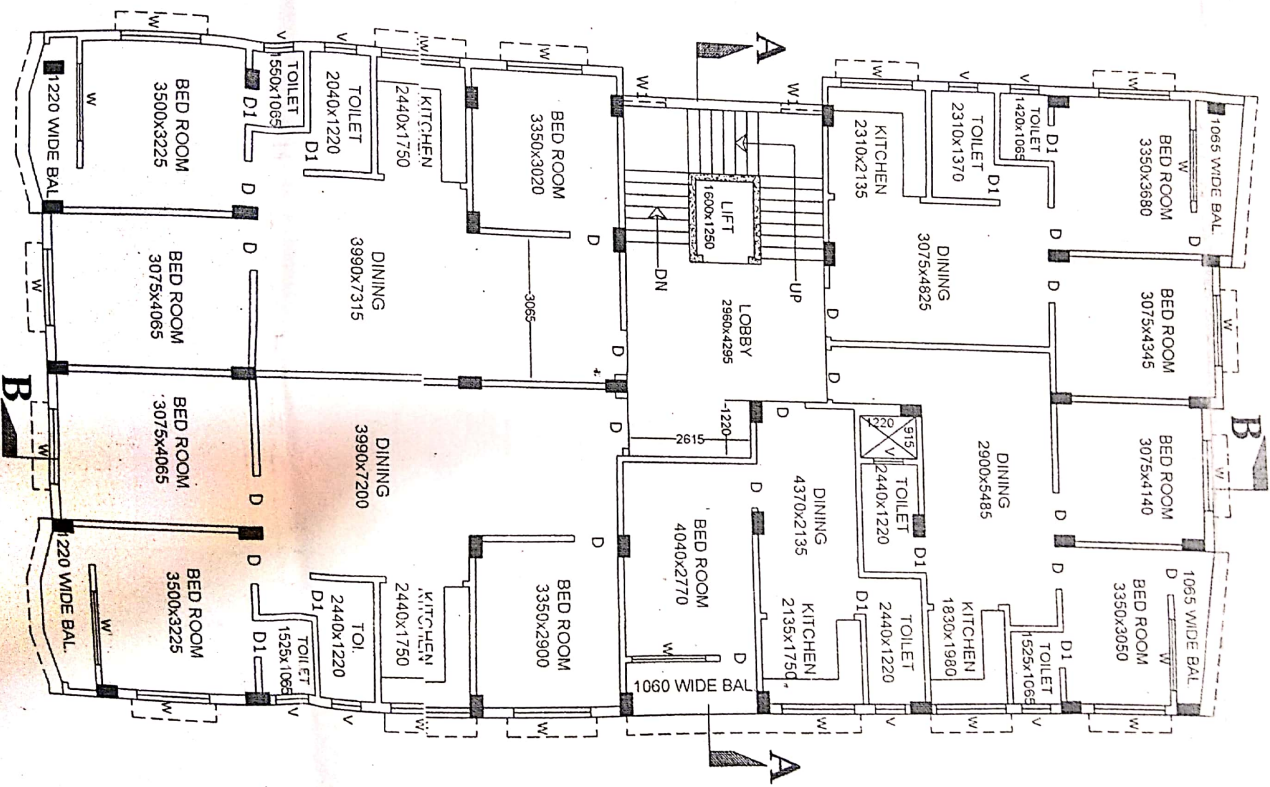 A
W
V
V
W
W
W1
W1
W
V
V
W
1220 WIDE BAL.
W
BED ROOM
3500x3225
D1
TOILET
1550x1065
TOILET
2040x1220
D1
KITCHEN
2440x1750
BED ROOM
3350x3020
D
D
LIFT
1600x1250
UP
DN
KITCHEN
2310x2135
TOILET
2310x1370
D1
TOILET
1420x1065
D1
BED ROOM
3350x3680
W
1065 WIDE BAL.
D
D
W
BED ROOM
3075x4065
D
DINING
3990x7315
3065
D
LOBBY
2960x4295
D
DINING
3075x4825
D
BED ROOM
3075x4345
W
B
W
BED ROOM
3075x4065
D
DINING
3990x7200
D
2615
1220
D
D
DINING
4370x2135
D
1220
915
V
TOILET
2440x1220
D1
DINING
2900x5485
D
BED ROOM
3075x4140
W
B
1220 WIDE BAL.
W
BED ROOM
3500x3225
D
D1
TOILET
1525x1065
TOI.
2440x1220
D1
KITCHEN
2440x1750
BED ROOM
3350x2900
D
BED ROOM
4040x2770
W
D
1060 WIDE BAL.
KITCHEN
2135x1750
D1
TOILET
2440x1220
KITCHEN
1830x1980
D
D1
TOILET
1525x1065
BED ROOM
3350x3050
D
W
1065 WIDE BAL.
W
V
V
W
W
W
V
W
V
W
A